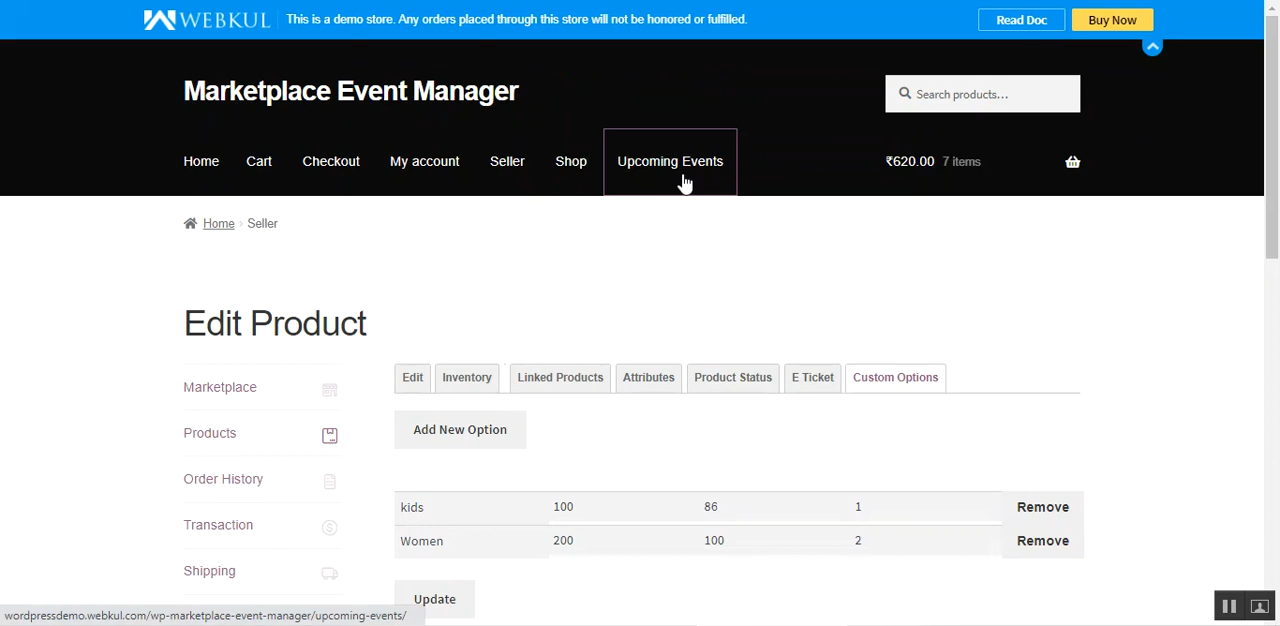 WEBKUL This is a demo store. Any orders placed through this store will not be honored or fulfilled. Read Doc Buy Now
Marketplace Event Manager Search products…
Home Cart Checkout My account Seller Shop Upcoming Events ₹620.00 7 items
Home › Seller
Edit Product
Marketplace
Products
Order History
Transaction
Shipping
Edit Inventory Linked Products Attributes Product Status E Ticket Custom Options
Add New Option
kids 100 86 1 Remove
Women 200 100 2 Remove
Update
wordpressdemo.webkul.com/wp-marketplace-event-manager/upcoming-events/